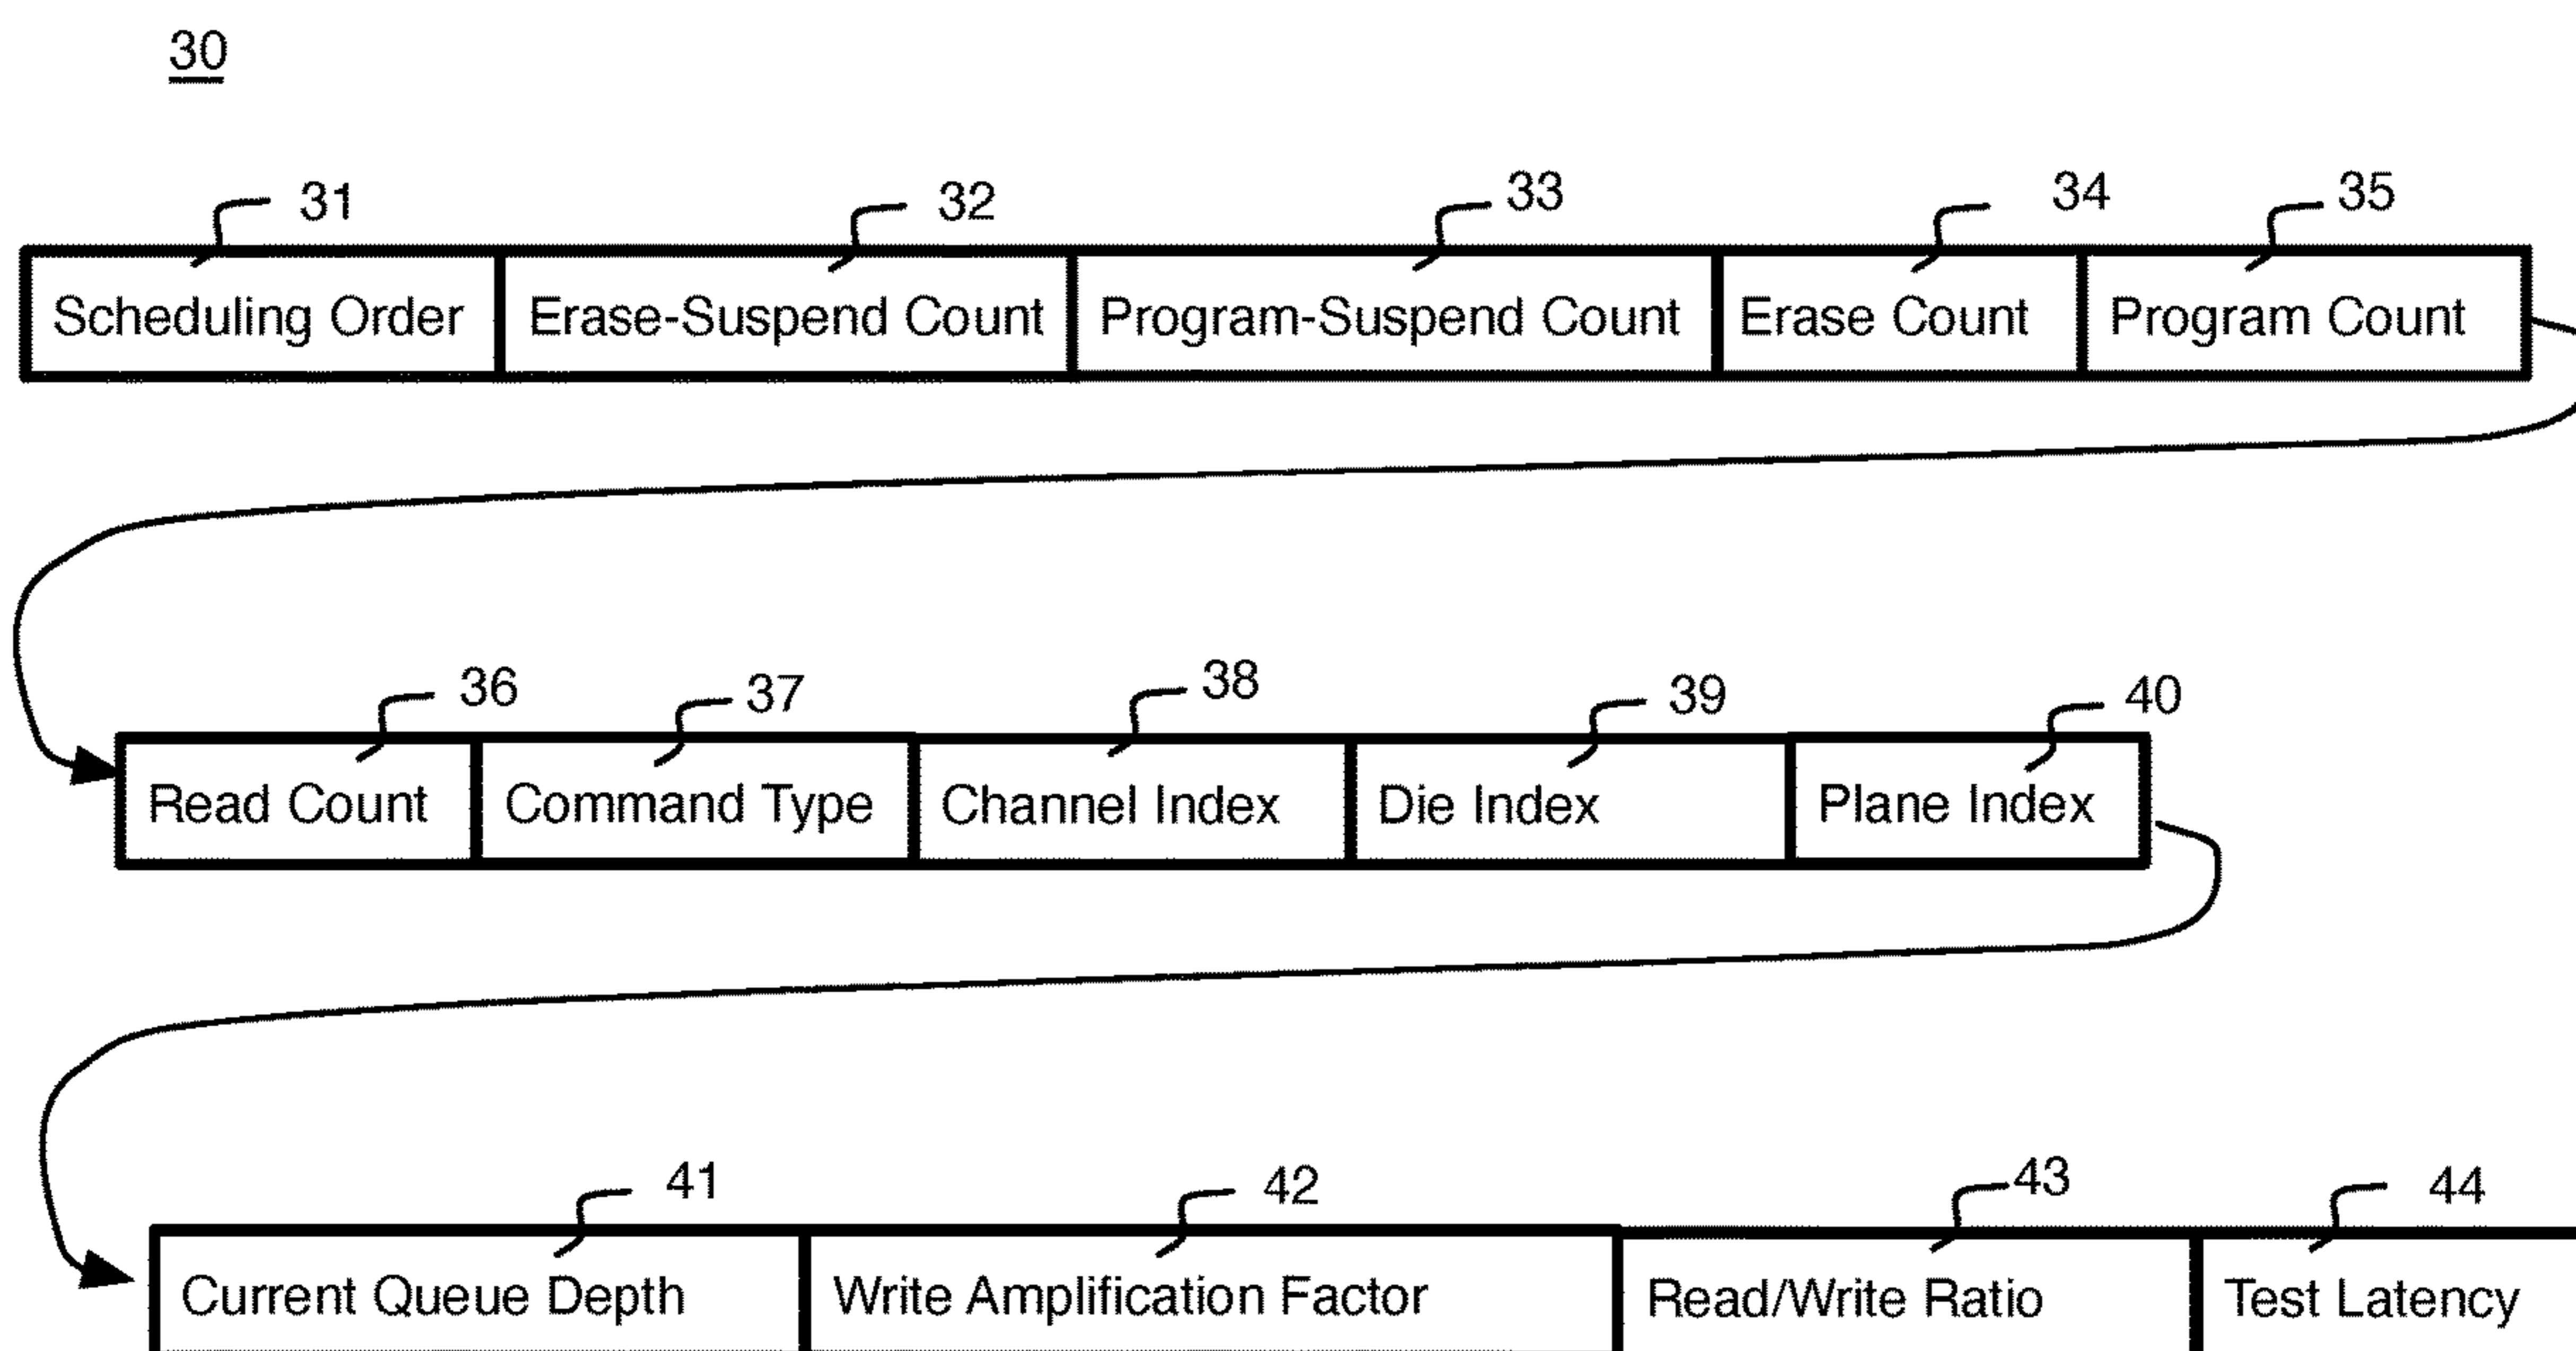 30
31 32 33 34 35
Scheduling Order Erase-Suspend Count Program-Suspend Count Erase Count Program Count
36 37 38 39 40
Read Count Command Type Channel Index Die Index Plane Index
41 42 43 44
Current Queue Depth Write Amplification Factor Read/Write Ratio Test Latency